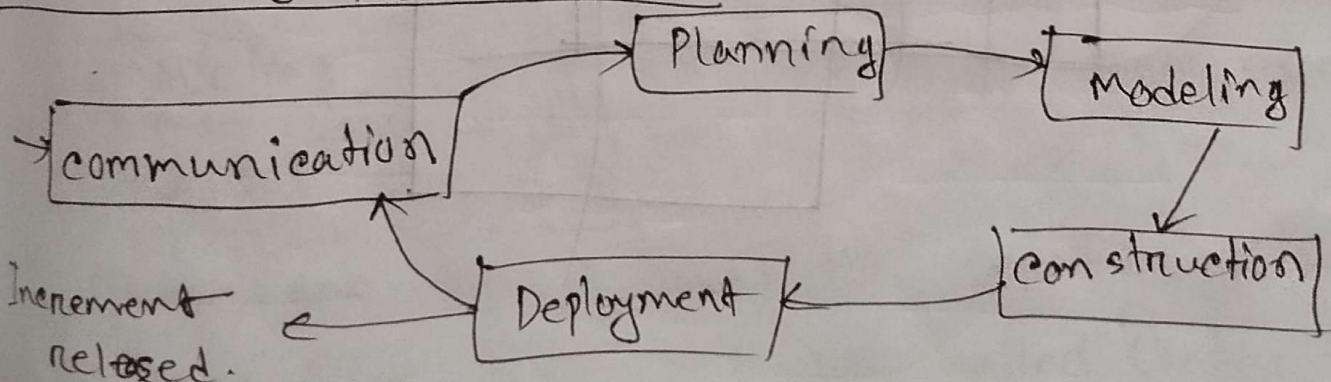 Planning
Modeling
communication
construction
Deployment
Increment
released.